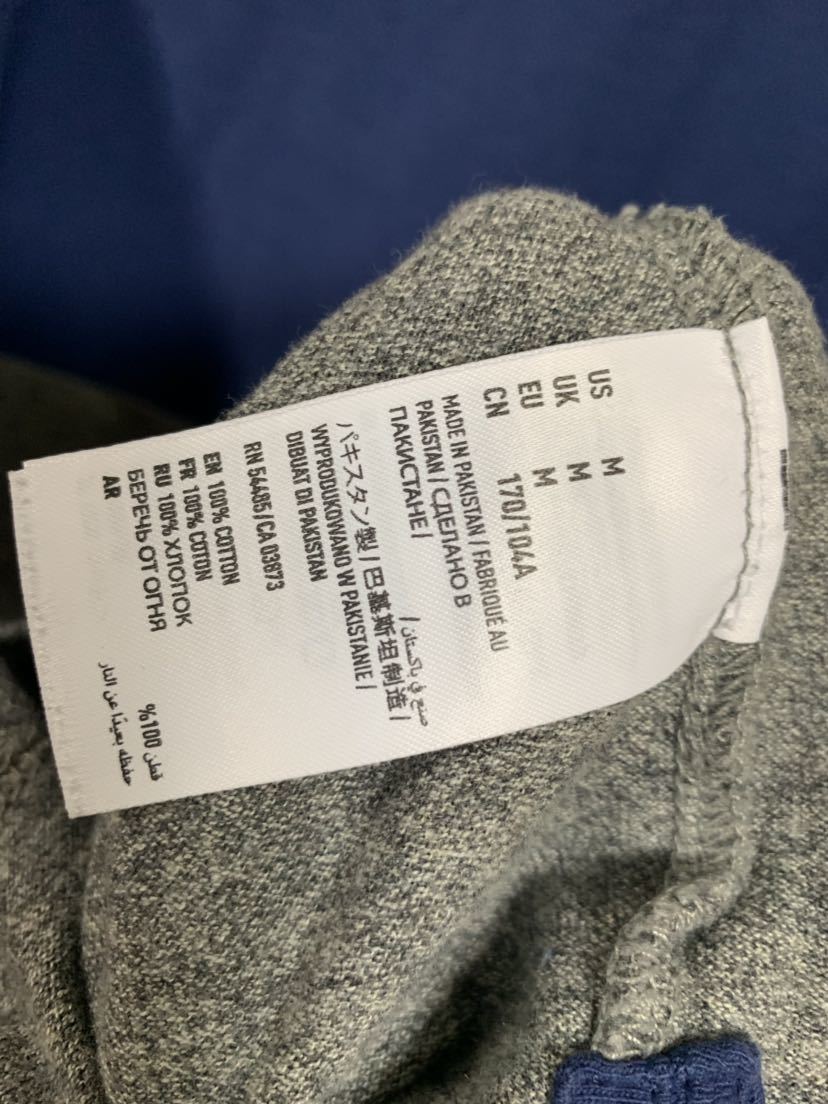 US M
UK M
EU M
CN 170/104A
MADE IN PAKISTAN / FABRIQUÉ AU
PAKISTAN / СДЕЛАНО В
ПАКИСТАНЕ /
صنع في باكستان /
パキスタン製 / 巴基斯坦制造 /
WYPRODUKOWANO W PAKISTANIE /
DIBUAT DI PAKISTAN
RN 54485 / CA 03873
EN 100% COTTON
FR 100% COTON
RU 100% ХЛОПОК
БЕРЕЧЬ ОТ ОГНЯ
AR
قطن 100%
حفظه بعيدًا عن النار